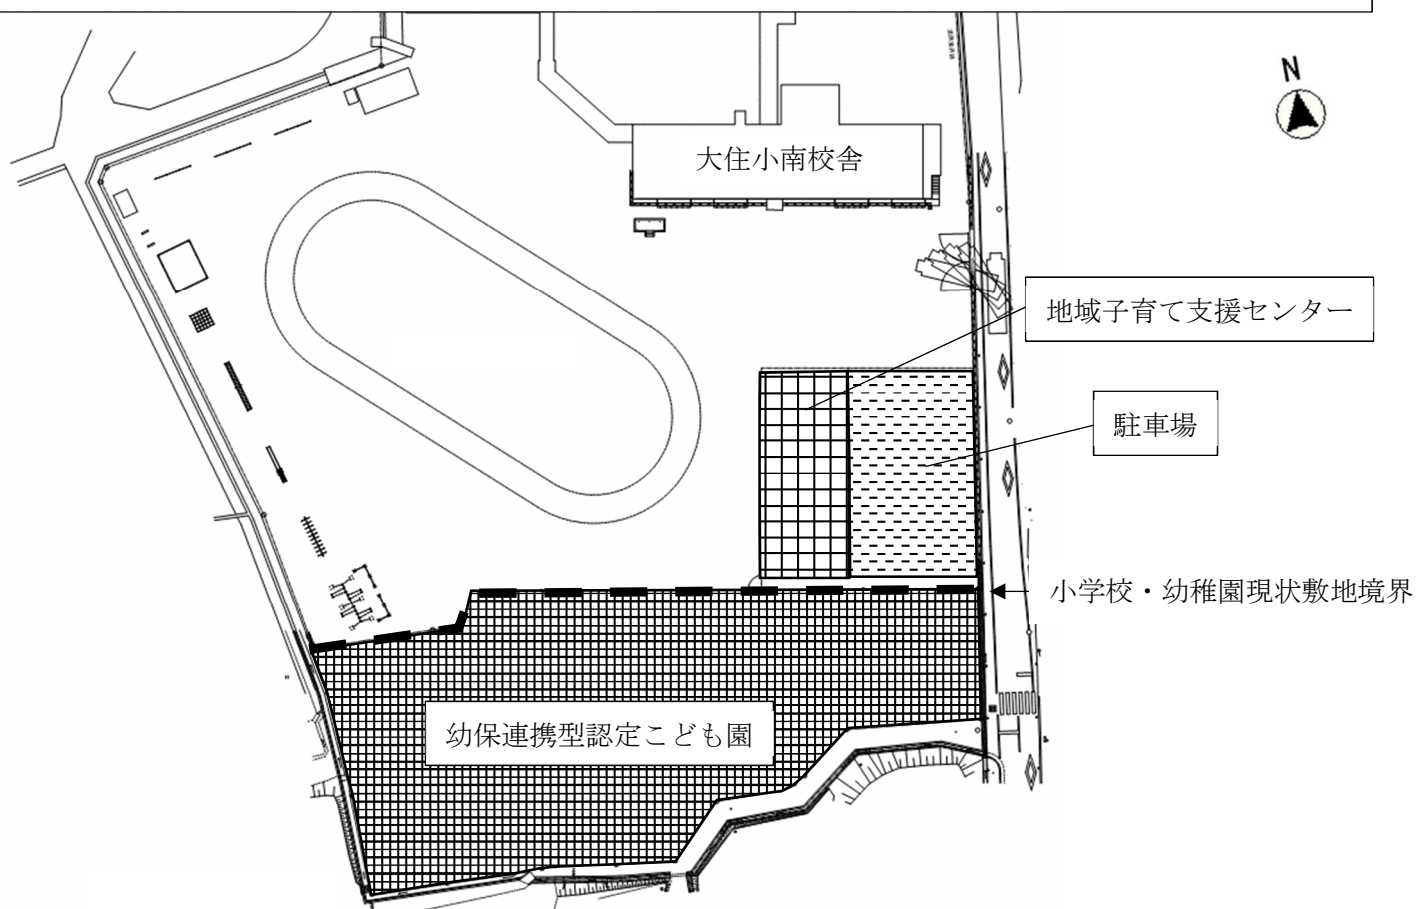 N
大住小南校舎
地域子育て支援センター
駐車場
小学校・幼稚園現状敷地境界
幼保連携型認定こども園